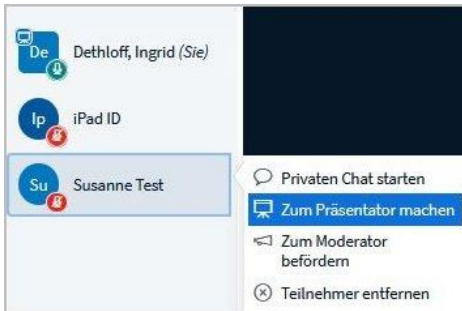 De
Dethloff, Ingrid (Sie)
Ip
iPad ID
Su
Susanne Test
Privaten Chat starten
Zum Präsentator machen
Zum Moderator
befördern
Teilnehmer entfernen